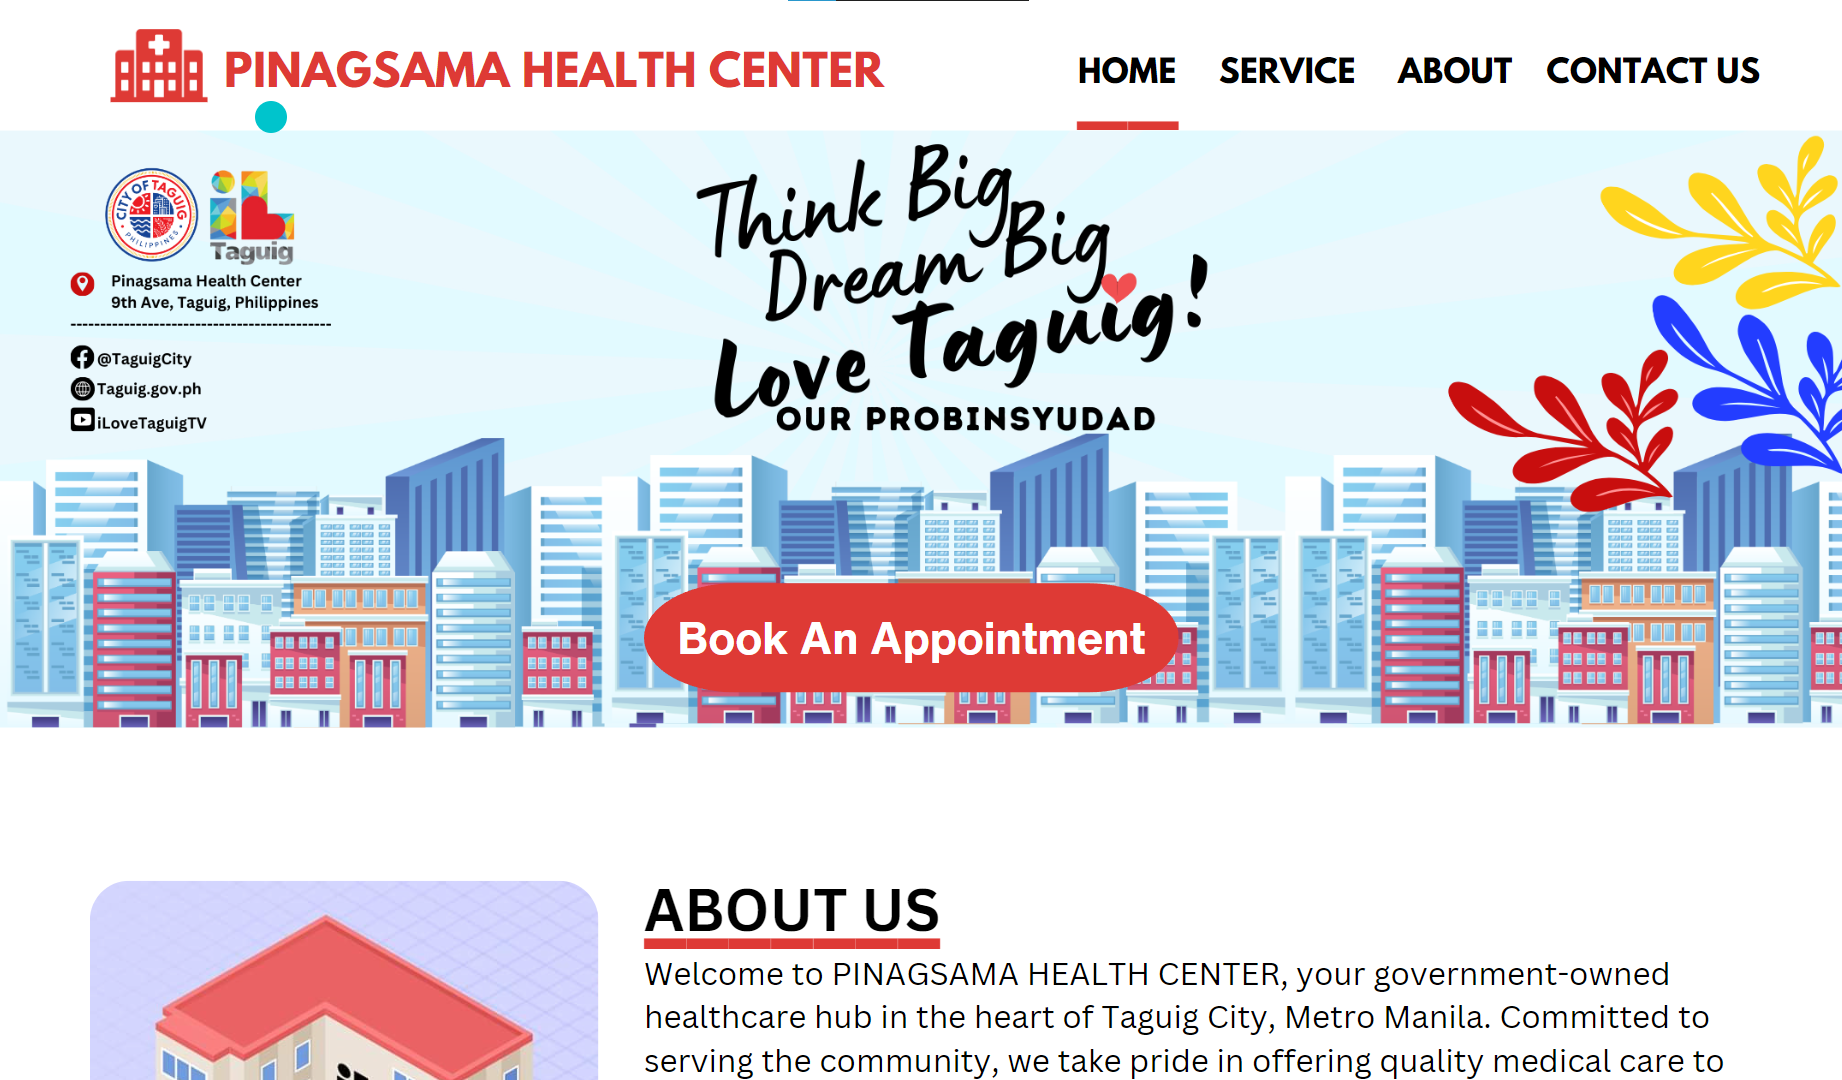 PINAGSAMA HEALTH CENTER
HOME SERVICE ABOUT CONTACT US
CITY OF TAGUIG
PHILIPPINES
Taguig
Pinagsama Health Center
9th Ave, Taguig, Philippines
@TaguigCity
Taguig.gov.ph
iLoveTaguigTV
Think Big
Dream Big
Love Taguig!
OUR PROBINSYUDAD
Book An Appointment
ABOUT US
Welcome to PINAGSAMA HEALTH CENTER, your government-owned
healthcare hub in the heart of Taguig City, Metro Manila. Committed to
serving the community, we take pride in offering quality medical care to